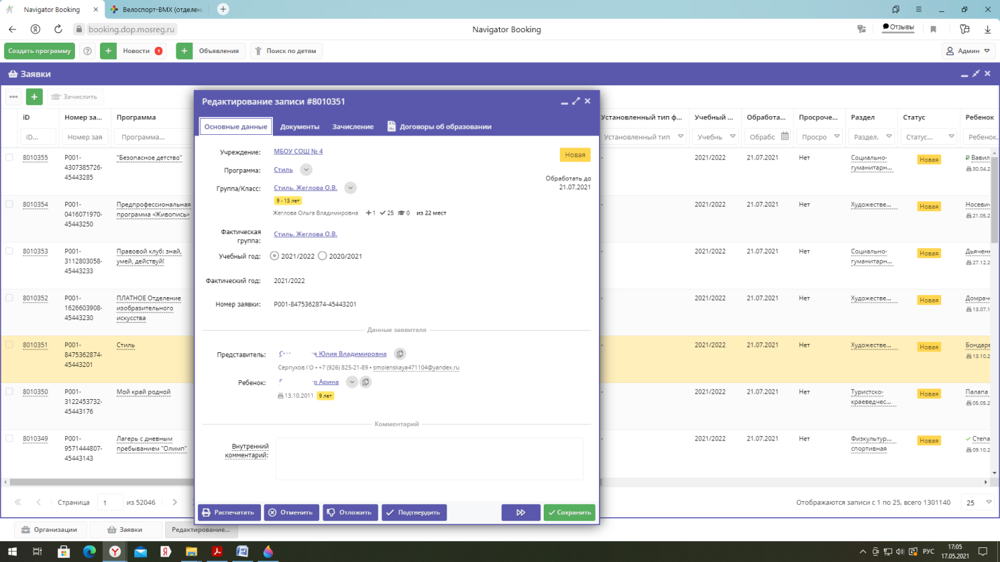 Navigator Booking
Велоспорт-BMX (отделен
booking.dop.mosreg.ru
Navigator Booking
Отзывы
Создать программу
Новости 1
Объявления
Поиск по детям
Админ
Заявки
Зачислить
iD
Номер за...
Программа
Установленный тип ф...
Учебный ...
Обработа...
Просроче...
Раздел
Статус
Ребенок
iD...
Номер зая
Программа...
Установленный тип
Учебнь
Обрабс
Просро
Раздел.
Статус...
Ребенок..
8010355
P001-4307385726-45443285
"Безопасное детство"
-
2021/2022
21.07.2021
Нет
Социально-гуманитарн...
Новая
Вавил
30.04.2
8010354
P001-0416071970-45443250
Предпрофессиональная программа «Живопись»
-
2021/2022
21.07.2021
Нет
Художестве...
Новая
Носевич
21.05.2
8010353
P001-3112803058-45443233
Правовой клуб: знай, умей, действуй!
-
2021/2022
21.07.2021
Нет
Социально-гуманитарн...
Новая
Дьяченк
27.12.2
8010352
P001-1626603908-45443230
ПЛАТНОЕ Отделение изобразительного искусства
-
2021/2022
21.07.2021
Нет
Художестве...
Новая
Домрач
13.07.1
8010351
P001-8475362874-45443201
Стиль
-
2021/2022
21.07.2021
Нет
Художестве...
Новая
Бондаре
13.10.2
8010350
P001-3122453732-45443176
Мой край родной
-
2021/2022
21.07.2021
Нет
Туристско-краеведчес...
Новая
Палапа
05.05.2
8010349
P001-9571444807-45443143
Лагерь с дневным пребыванием "Олимп"
-
2021/2022
21.07.2021
Нет
Физкультур... спортивная
Новая
Степа
09.10.2
Редактирование записи #8010351
Основные данные
Документы
Зачисление
Договоры об образовании
Учреждение: МБОУ СОШ № 4
Новая
Программа: Стиль
Обработать до
21.07.2021
Группа/Класс: Стиль. Жеглова О.В.
9 - 13 лет
Жеглова Ольга Владимировна +1 25 0 из 22 мест
Фактическая группа: Стиль. Жеглова О.В.
Учебный год: 2021/2022 2020/2021
Фактический год: 2021/2022
Номер заявки: P001-8475362874-45443201
Данные заявителя
Представитель: я Юлия Владимировна
Серпухов ГО • +7 (926) 825-21-89 • smolenskaya471104@yandex.ru
Ребенок: о Арина
13.10.2011 9 лет
Комментарий
Внутренний комментарий:
Распечатать
Отменить
Отложить
Подтвердить
Сохранить
Страница 1 из 52046
Отображаются записи с 1 по 25, всего 1301140
25
Организации
Заявки
Редактирование...
РУС
17:05
17.05.2021